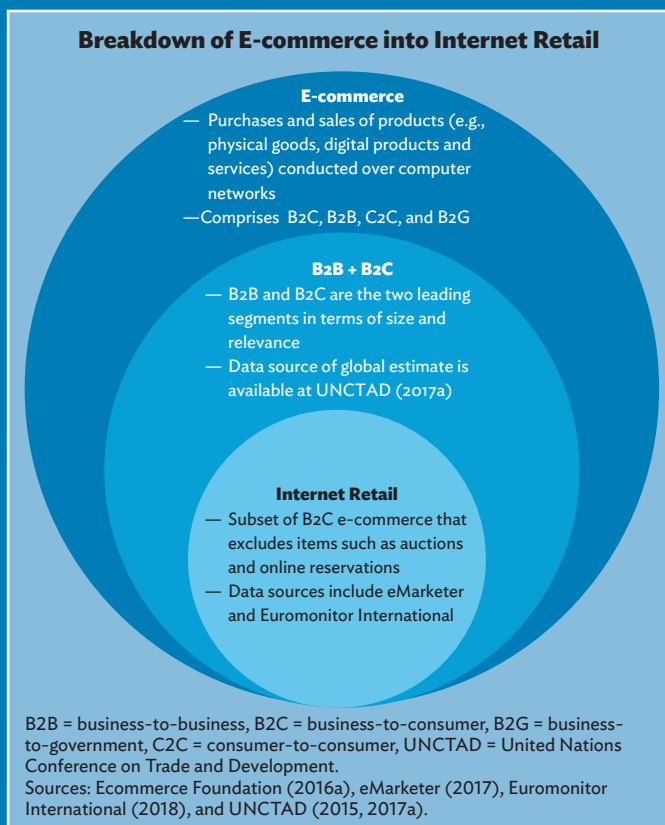 Breakdown of E-commerce into Internet Retail
E-commerce
— Purchases and sales of products (e.g.,
physical goods, digital products and
services) conducted over computer
networks
—Comprises B2C, B2B, C2C, and B2G
B2B + B2C
— B2B and B2C are the two leading
segments in terms of size and
relevance
— Data source of global estimate is
available at UNCTAD (2017a)
Internet Retail
— Subset of B2C e-commerce that
excludes items such as auctions
and online reservations
— Data sources include eMarketer
and Euromonitor International
B2B = business-to-business, B2C = business-to-consumer, B2G = business-
to-government, C2C = consumer-to-consumer, UNCTAD = United Nations
Conference on Trade and Development.
Sources: Ecommerce Foundation (2016a), eMarketer (2017), Euromonitor
International (2018), and UNCTAD (2015, 2017a).